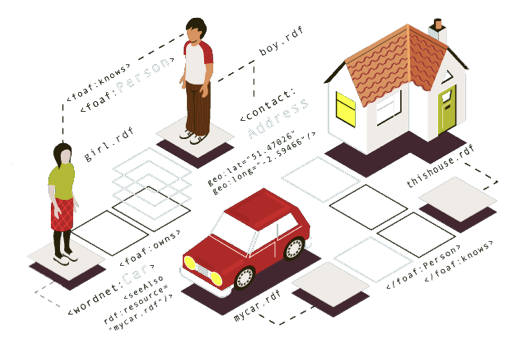 <foaf:knows>
<foaf:Person>
boy.rdf
<contact:
Address
girl.rdf
geo:lat="51.47026"
geo:long="-2.59466"/>
thishouse.rdf
<foaf:owns>
<wordnet:Car>
<seeAlso
rdf:resource=
"mycar.rdf"/>
mycar.rdf
</foaf:Person>
</foaf:knows>